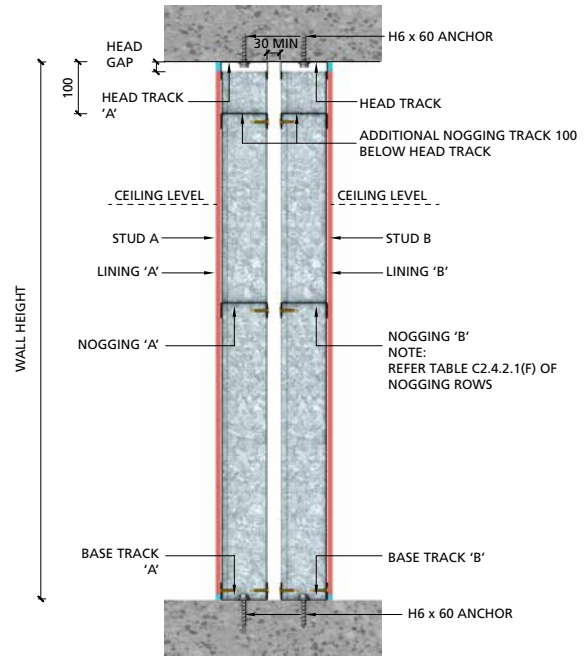 H6 x 60 ANCHOR
30 MIN
HEAD
GAP
100
HEAD TRACK
‘A’
HEAD TRACK
ADDITIONAL NOGGING TRACK 100
BELOW HEAD TRACK
CEILING LEVEL
CEILING LEVEL
STUD A
STUD B
LINING ‘A’
LINING ‘B’
WALL HEIGHT
NOGGING ‘A’
NOGGING ‘B’
NOTE:
REFER TABLE C2.4.2.1(F) OF
NOGGING ROWS
BASE TRACK
‘A’
BASE TRACK ‘B’
H6 x 60 ANCHOR